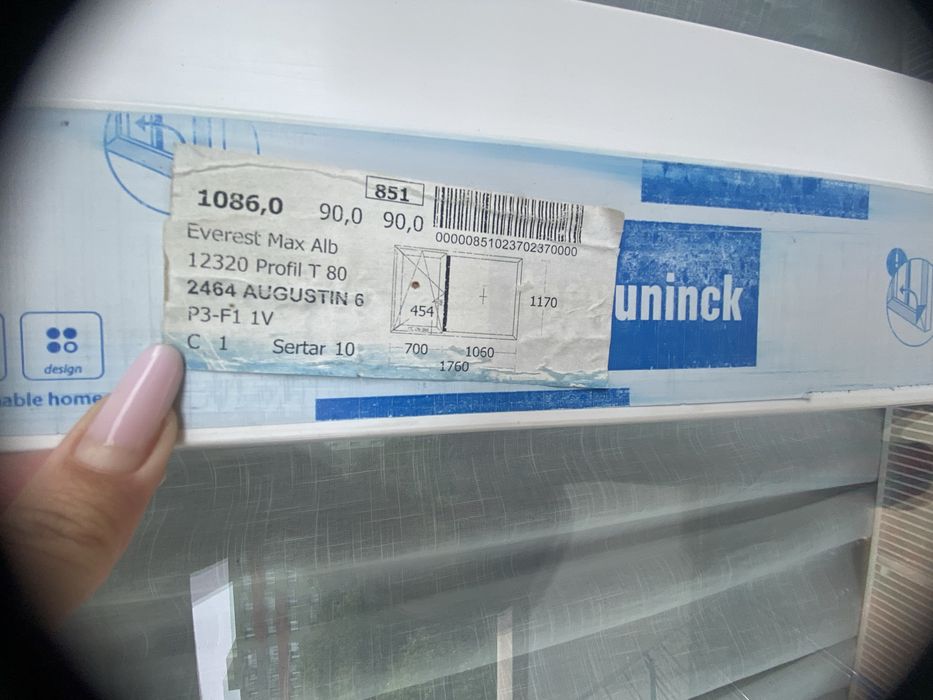 851
1086,0 90,0 90,0
00000851023702370000
Everest Max Alb
12320 Profil T 80
2464 AUGUSTIN 6
P3-F1 1V
C 1 Sertar 10
454
1170
700 1060
1760
uninck
design
able home